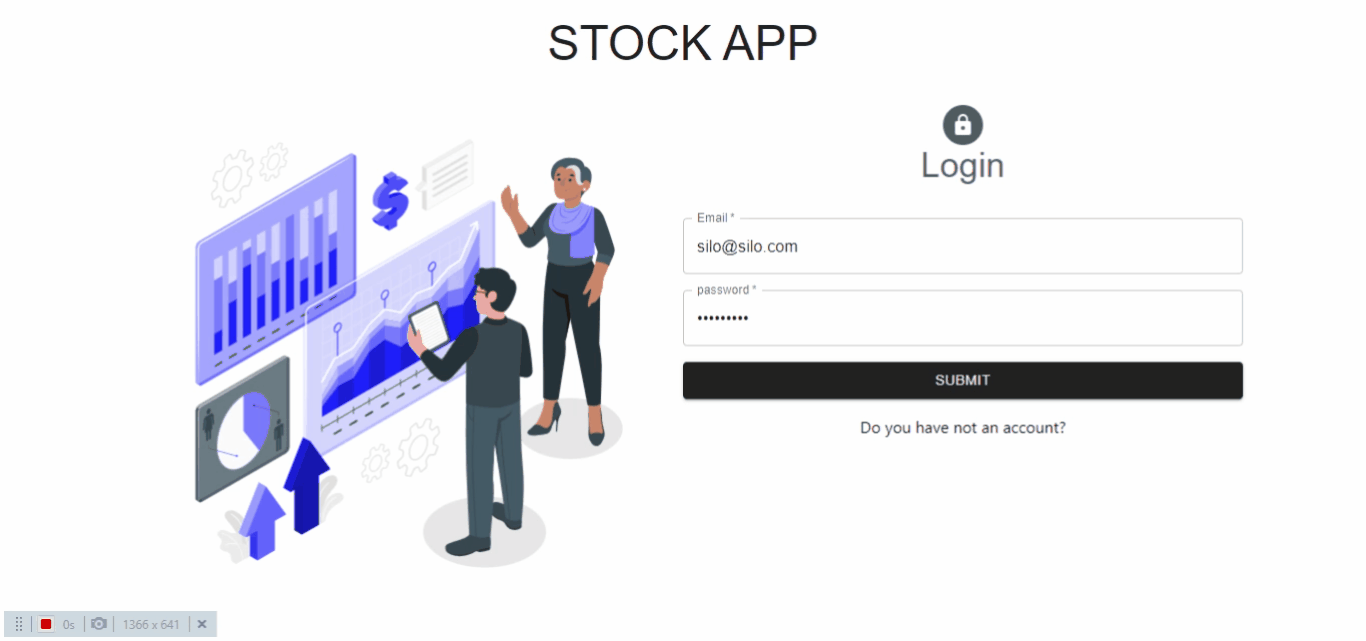 STOCK APP
Login
Email *
silo@silo.com
password *
•••••••••
SUBMIT
Do you have not an account?
0s
1366 x 641